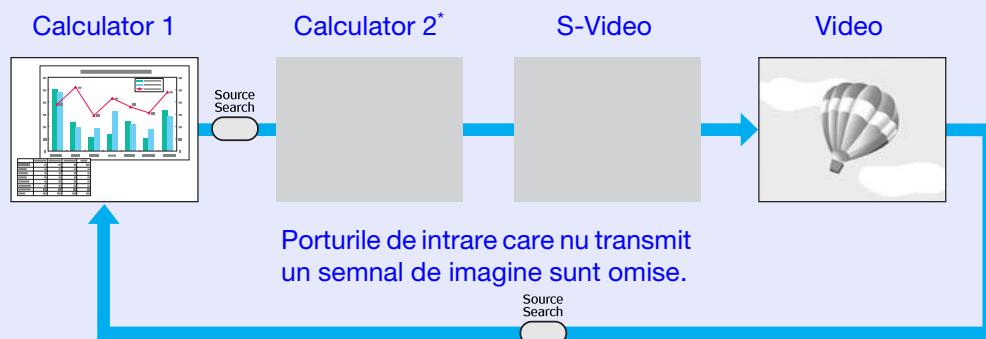 Calculator 1
Calculator 2*
S-Video
Video
Source
Search
Porturile de intrare care nu transmit
un semnal de imagine sunt omise.
Source
Search